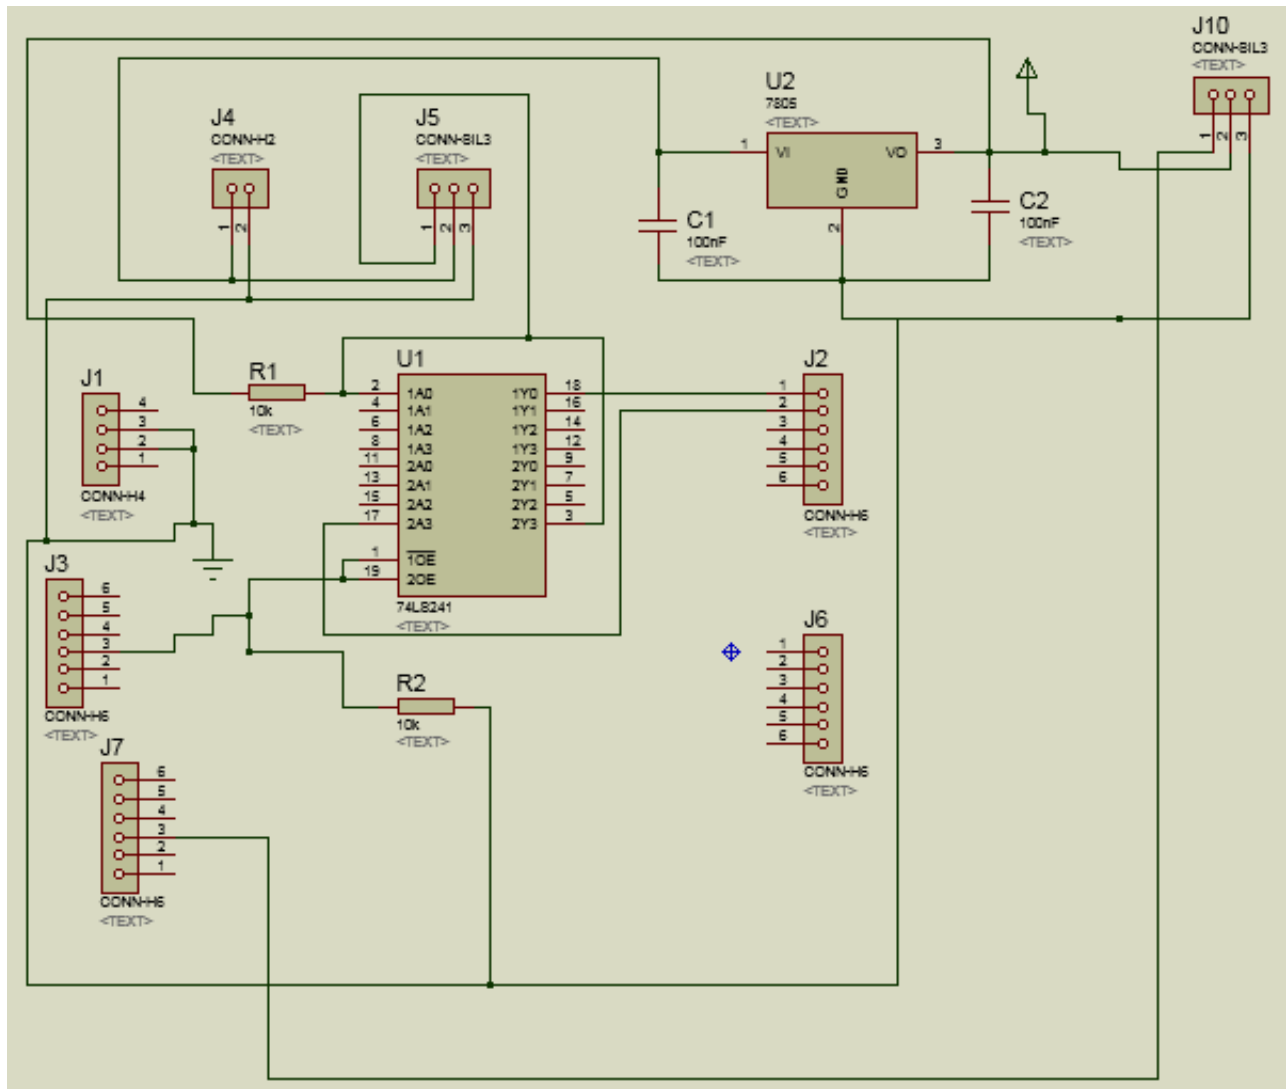 J10
CONN-SIL3
<TEXT>
1
2
3
U2
7805
<TEXT>
1
VI
VO
3
GND
2
J4
CONN-H2
<TEXT>
1
2
J5
CONN-SIL3
<TEXT>
1
2
3
C1
100nF
<TEXT>
C2
100nF
<TEXT>
J1
4
3
2
1
CONN-H4
<TEXT>
R1
10k
<TEXT>
U1
2 1A0 1Y0 18
4 1A1 1Y1 16
6 1A2 1Y2 14
8 1A3 1Y3 12
11 2A0 2Y0 9
13 2A1 2Y1 7
15 2A2 2Y2 5
17 2A3 2Y3 3
1 1OE
19 2OE
74LS241
<TEXT>
J2
1
2
3
4
5
6
CONN-H6
<TEXT>
J3
6
5
4
3
2
1
CONN-H6
<TEXT>
R2
10k
<TEXT>
J6
1
2
3
4
5
6
CONN-H6
<TEXT>
J7
6
5
4
3
2
1
CONN-H6
<TEXT>